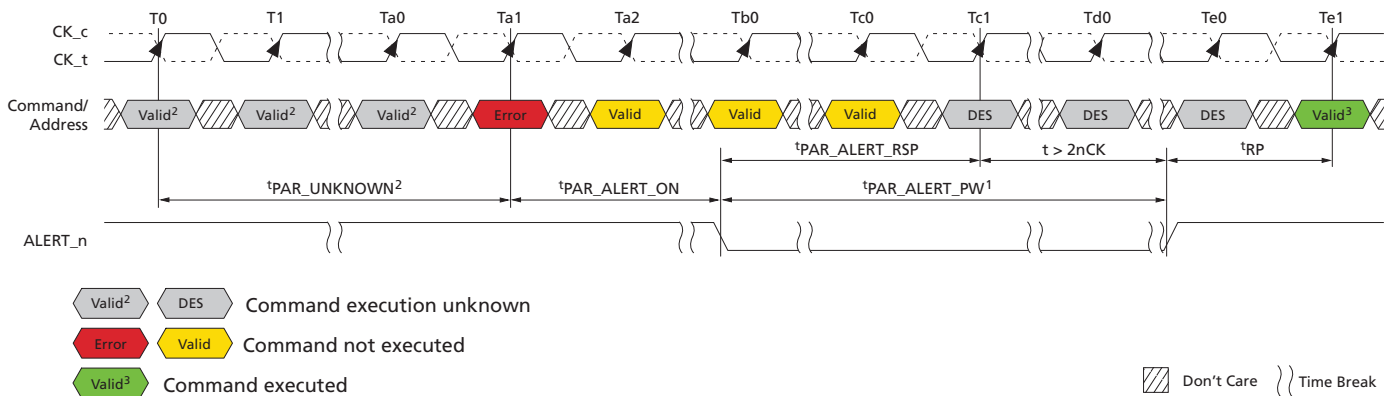 T0 T1 Ta0 Ta1 Ta2 Tb0 Tc0 Tc1 Td0 Te0 Te1
CK_c
CK_t
Command/
Address
Valid² Valid² Valid² Error Valid Valid Valid DES DES DES Valid³
tPAR_ALERT_RSP t > 2nCK tRP
tPAR_UNKNOWN² tPAR_ALERT_ON tPAR_ALERT_PW¹
ALERT_n
Valid² DES Command execution unknown
Error Valid Command not executed
Valid³ Command executed
Don't Care Time Break